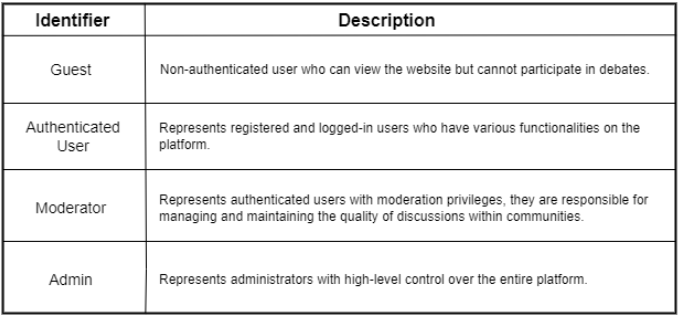 Identifier Description
Guest
Non-authenticated user who can view the website but cannot participate in debates.
Authenticated
User
Represents registered and logged-in users who have various functionalities on the
platform.
Moderator
Represents authenticated users with moderation privileges, they are responsible for
managing and maintaining the quality of discussions within communities.
Admin
Represents administrators with high-level control over the entire platform.